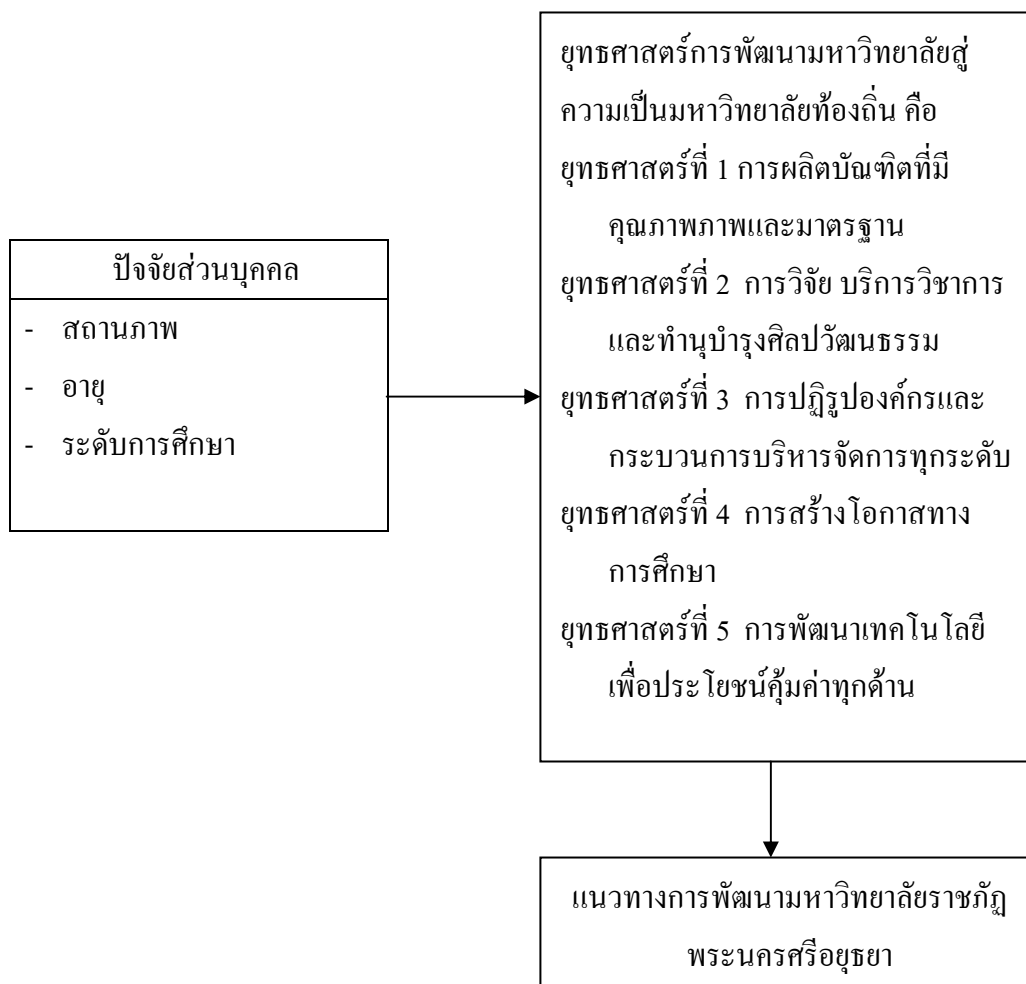 ปัจจัยส่วนบุคคล
- สถานภาพ
- อายุ
- ระดับการศึกษา
ยุทธศาสตร์การพัฒนามหาวิทยาลัยสู่
ความเป็นมหาวิทยาลัยท้องถิ่น คือ
ยุทธศาสตร์ที่ 1 การผลิตบัณฑิตที่มี
คุณภาพภาพและมาตรฐาน
ยุทธศาสตร์ที่ 2 การวิจัย บริการวิชาการ
และทำนุบำรุงศิลปวัฒนธรรม
ยุทธศาสตร์ที่ 3 การปฏิรูปองค์กรและ
กระบวนการบริหารจัดการทุกระดับ
ยุทธศาสตร์ที่ 4 การสร้างโอกาสทาง
การศึกษา
ยุทธศาสตร์ที่ 5 การพัฒนาเทคโนโลยี
เพื่อประโยชน์คุ้มค่าทุกด้าน
แนวทางการพัฒนามหาวิทยาลัยราชภัฏ
พระนครศรีอยุธยา